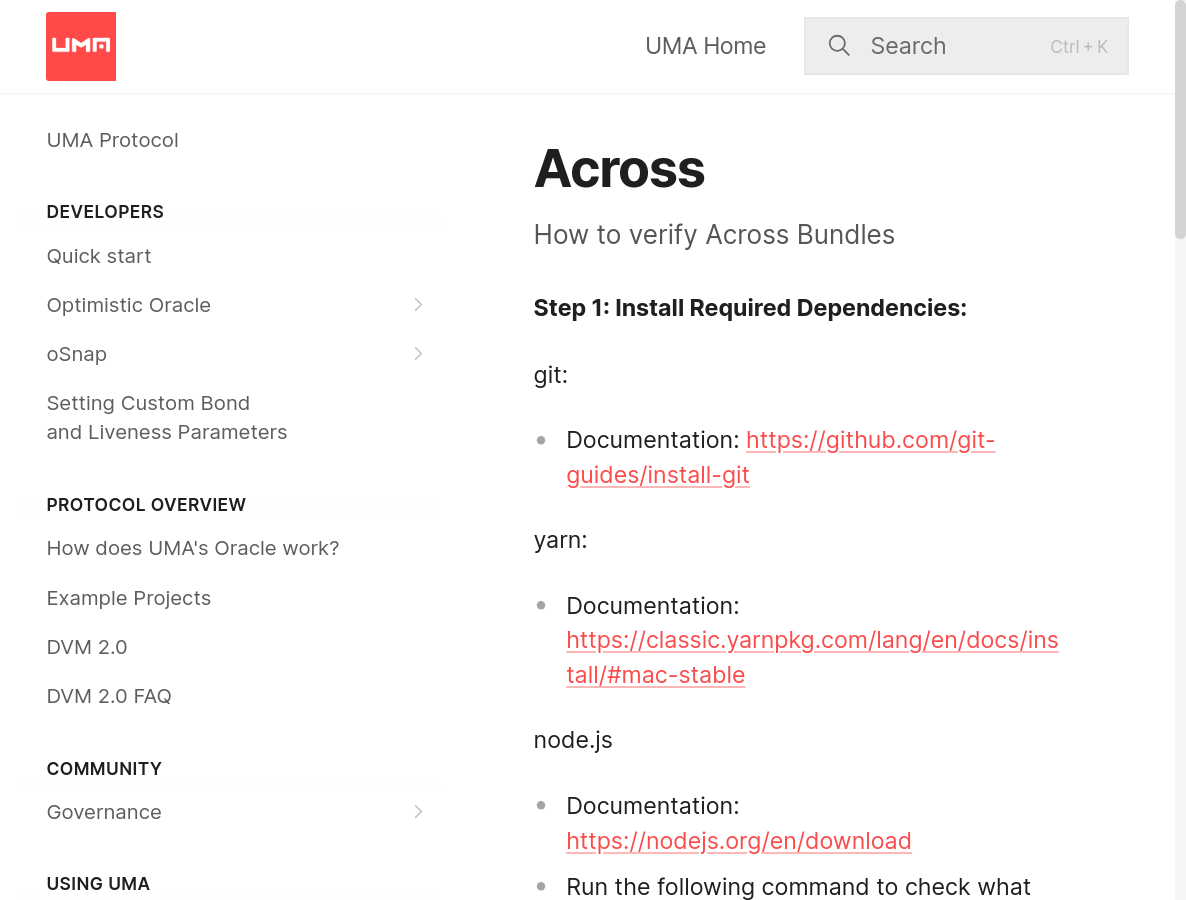 UMA
UMA Home
Search
Ctrl + K
UMA Protocol
DEVELOPERS
Quick start
Optimistic Oracle
oSnap
Setting Custom Bond
and Liveness Parameters
PROTOCOL OVERVIEW
How does UMA's Oracle work?
Example Projects
DVM 2.0
DVM 2.0 FAQ
COMMUNITY
Governance
USING UMA
Across
How to verify Across Bundles
Step 1: Install Required Dependencies:
git:
Documentation: https://github.com/git-
guides/install-git
yarn:
Documentation:
https://classic.yarnpkg.com/lang/en/docs/ins
tall/#mac-stable
node.js
Documentation:
https://nodejs.org/en/download
Run the following command to check what